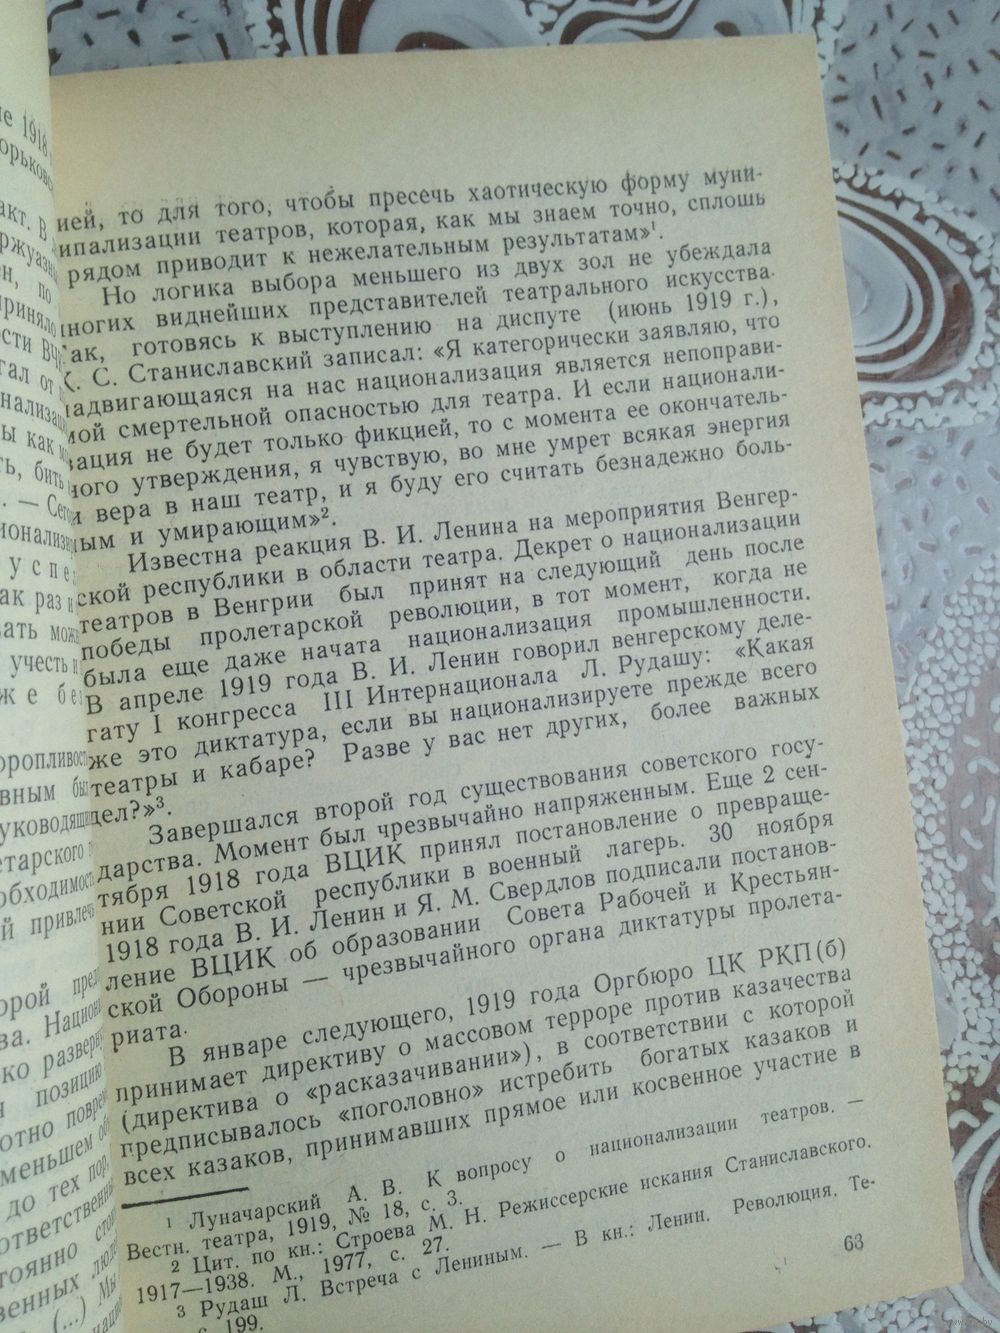 ией, то для того, чтобы пресечь хаотическую форму муни-
ипализации театров, которая, как мы знаем точно, сплошь
рядом приводит к нежелательным результатам»¹.
Но логика выбора меньшего из двух зол не убеждала
многих виднейших представителей театрального искусства.
Так, готовясь к выступлению на диспуте (июнь 1919 г.),
К. С. Станиславский записал: «Я категорически заявляю, что
надвигающаяся на нас национализация является непоправи-
мой смертельной опасностью для театра. И если национали-
зация не будет только фикцией, то с момента ее окончатель-
ного утверждения, я чувствую, во мне умрет всякая энергия
и вера в наш театр, и я буду его считать безнадежно боль-
ным и умирающим»².
Известна реакция В. И. Ленина на мероприятия Венгер-
ской республики в области театра. Декрет о национализации
театров в Венгрии был принят на следующий день после
победы пролетарской революции, в тот момент, когда не
была еще даже начата национализация промышленности.
В апреле 1919 года В. И. Ленин говорил венгерскому деле-
гату I конгресса III Интернационала Л. Рудашу: «Какая
же это диктатура, если вы национализируете прежде всего
театры и кабаре? Разве у вас нет других, более важных
дел?»³.
Завершался второй год существования советского госу-
дарства. Момент был чрезвычайно напряженным. Еще 2 сен-
тября 1918 года ВЦИК принял постановление о превраще-
нии Советской республики в военный лагерь. 30 ноября
1918 года В. И. Ленин и Я. М. Свердлов подписали постанов-
ление ВЦИК об образовании Совета Рабочей и Крестьян-
ской Обороны — чрезвычайного органа диктатуры пролета-
риата.
В январе следующего, 1919 года Оргбюро ЦК РКП(б)
принимает директиву о массовом терроре против казачества
(директива о «расказачивании»), в соответствии с которой
предписывалось «поголовно» истребить богатых казаков и
всех казаков, принимавших прямое или косвенное участие в
1 Луначарский А. В. К вопросу о национализации театров. —
Вестн. театра, 1919, № 18, с. 3.
2 Цит. по кн.: Строева М. Н. Режиссерские искания Станиславского.
1917—1938. М., 1977, с. 27.
3 Рудаш Л. Встреча с Лениным. — В кн.: Ленин. Революция. Те-
с. 199.
63